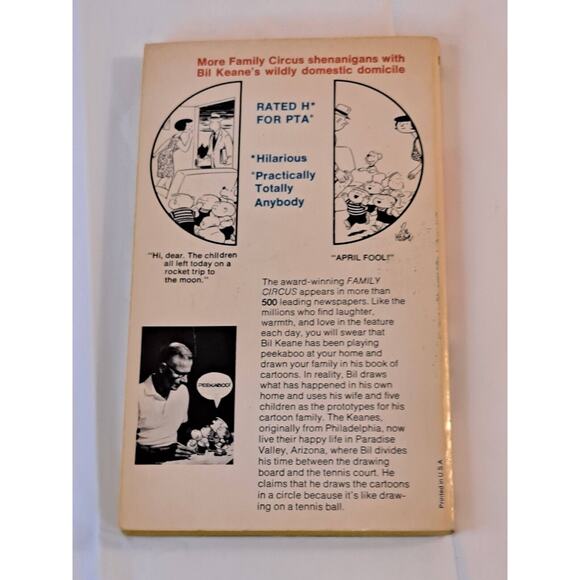 More Family Circus shenanigans with
Bil Keane's wildly domestic domicile
RATED H*
FOR PTA*
*Hilarious
*Practically
Totally
Anybody
"Hi, dear. The children
all left today on a
rocket trip to
the moon."
"APRIL FOOL!"
The award-winning FAMILY
CIRCUS appears in more than
500 leading newspapers. Like the
millions who find laughter,
warmth, and love in the feature
each day, you will swear that
Bil Keane has been playing
peekaboo at your home and
drawn your family in his book of
cartoons. In reality, Bil draws
what has happened in his own
home and uses his wife and five
children as the prototypes for his
cartoon family. The Keanes,
originally from Philadelphia, now
live their happy life in Paradise
Valley, Arizona, where Bil divides
his time between the drawing
board and the tennis court. He
claims that he draws the cartoons
in a circle because it's like draw-
ing on a tennis ball.
PEEKABOO!
Printed in U.S.A.